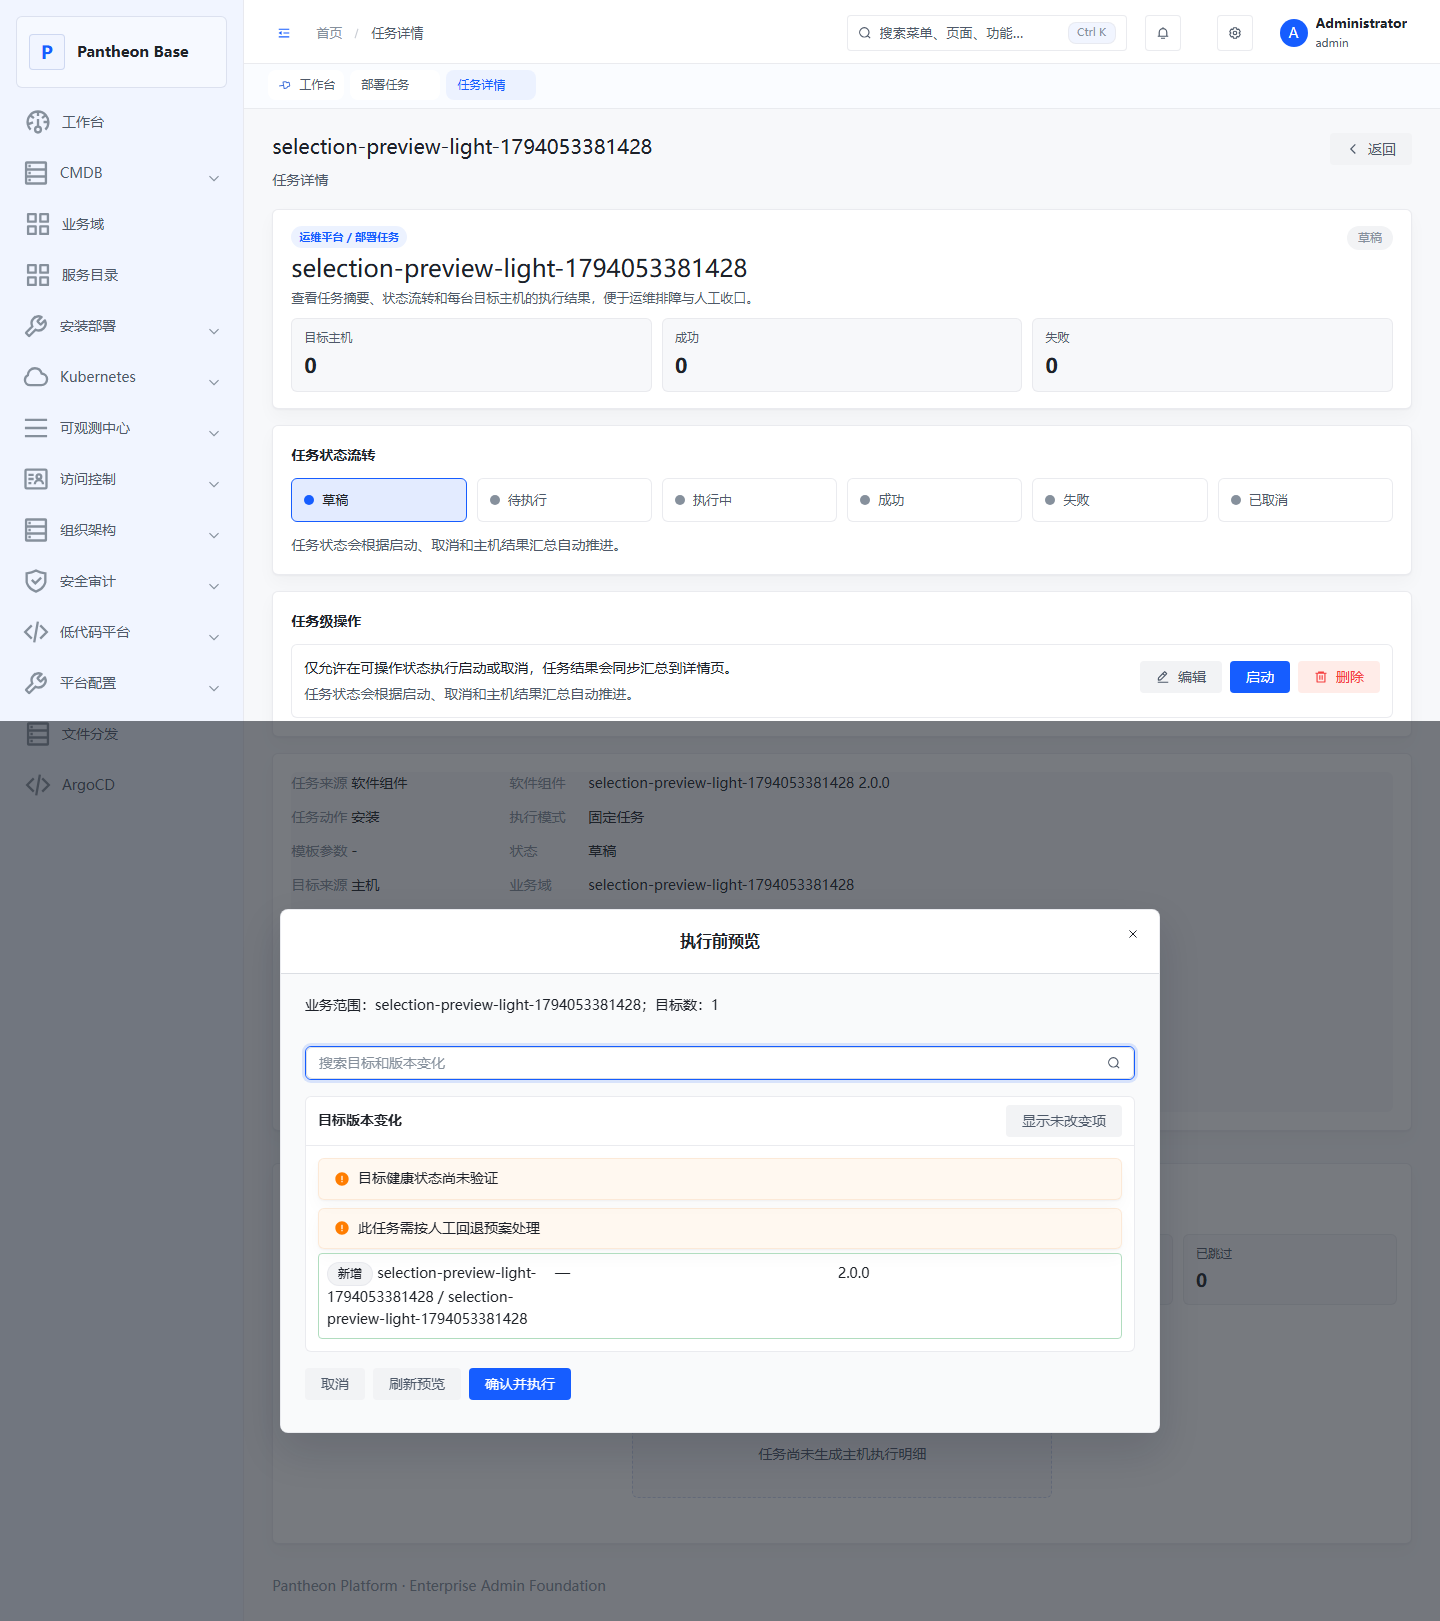 P
Pantheon Base
工作台
CMDB
业务域
服务目录
安装部署
Kubernetes
可观测中心
访问控制
组织架构
安全审计
低代码平台
平台配置
文件分发
ArgoCD
首页 / 任务详情
搜索菜单、页面、功能...
Ctrl K
A
Administrator
admin
工作台
部署任务
任务详情
selection-preview-light-1794053381428
任务详情
返回
运维平台 / 部署任务
草稿
selection-preview-light-1794053381428
查看任务摘要、状态流转和每台目标主机的执行结果，便于运维排障与人工收口。
目标主机
0
成功
0
失败
0
任务状态流转
草稿
待执行
执行中
成功
失败
已取消
任务状态会根据启动、取消和主机结果汇总自动推进。
任务级操作
仅允许在可操作状态执行启动或取消，任务结果会同步汇总到详情页。
任务状态会根据启动、取消和主机结果汇总自动推进。
编辑
启动
删除
任务来源 软件组件 软件组件 selection-preview-light-1794053381428 2.0.0
任务动作 安装 执行模式 固定任务
模板参数 - 状态 草稿
目标来源 主机 业务域 selection-preview-light-1794053381428
执行前预览
业务范围：selection-preview-light-1794053381428；目标数：1
搜索目标和版本变化
目标版本变化
显示未改变项
目标健康状态尚未验证
此任务需按人工回退预案处理
新增 selection-preview-light- — 2.0.0
1794053381428 / selection-
preview-light-1794053381428
取消
刷新预览
确认并执行
已跳过
0
任务尚未生成主机执行明细
Pantheon Platform · Enterprise Admin Foundation